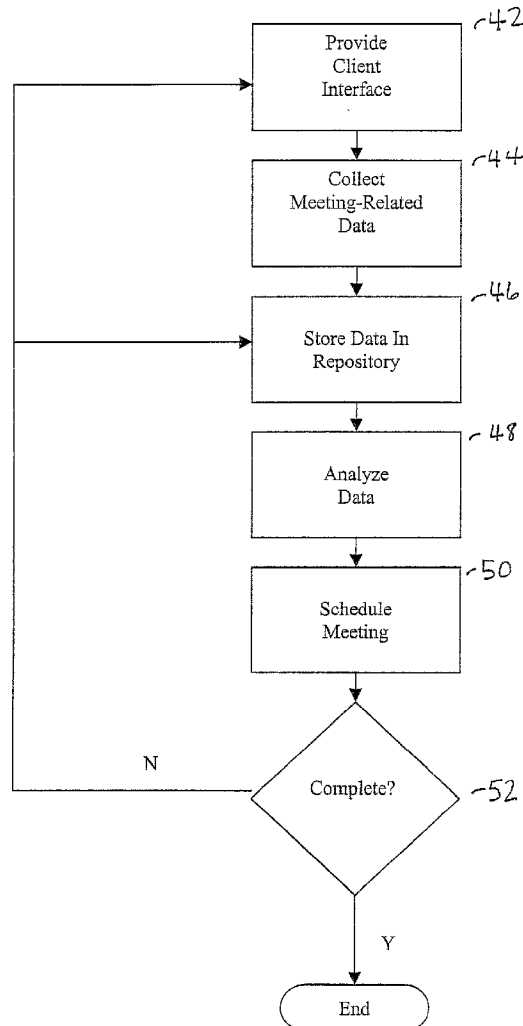 42
Provide
Client
Interface
44
Collect
Meeting-Related
Data
46
Store Data In
Repository
48
Analyze
Data
50
Schedule
Meeting
N
Complete?
52
Y
End